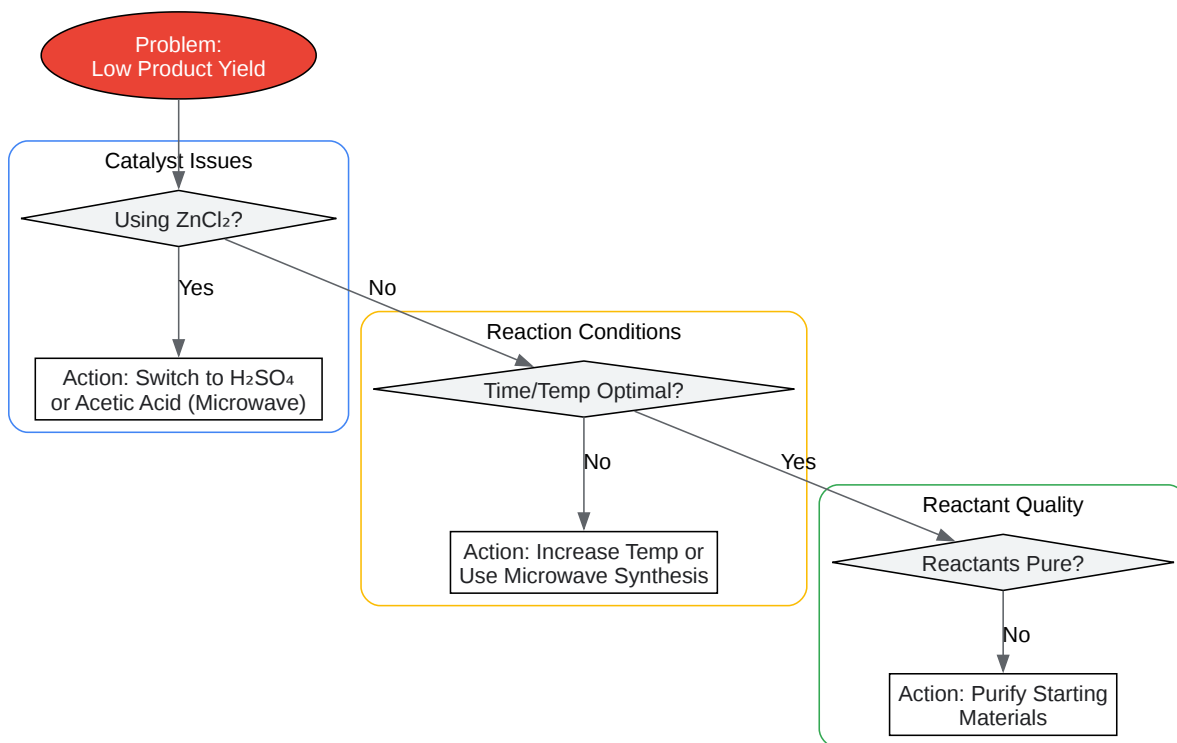 Problem:
Low Product Yield
Catalyst Issues
Using ZnCl₂?
Yes
No
Action: Switch to H₂SO₄
or Acetic Acid (Microwave)
Reaction Conditions
Time/Temp Optimal?
No
Yes
Action: Increase Temp or
Use Microwave Synthesis
Reactant Quality
Reactants Pure?
No
Action: Purify Starting
Materials